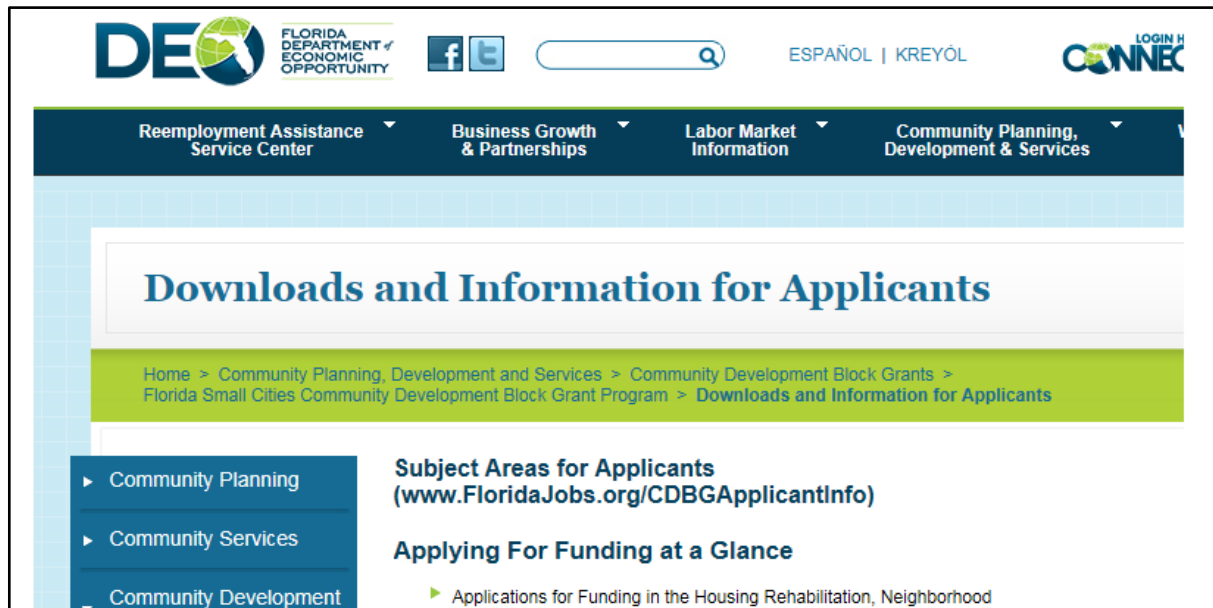 DEO
FLORIDA
DEPARTMENT of
ECONOMIC
OPPORTUNITY
ESPAÑOL | KREYÓL
LOGIN H
CONNEC
Reemployment Assistance
Service Center
Business Growth
& Partnerships
Labor Market
Information
Community Planning,
Development & Services
Downloads and Information for Applicants
Home > Community Planning, Development and Services > Community Development Block Grants >
Florida Small Cities Community Development Block Grant Program > Downloads and Information for Applicants
Community Planning
Community Services
Community Development
Subject Areas for Applicants
(www.FloridaJobs.org/CDBGApplicantInfo)
Applying For Funding at a Glance
Applications for Funding in the Housing Rehabilitation, Neighborhood